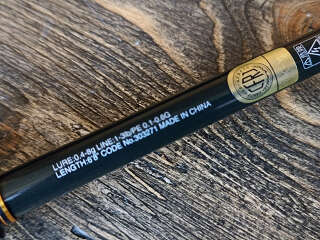 LURE:0.4-8g LINE:1-3lb/PE 0.1-0.6G
LENGTH:6'8" CODE No.303271 MADE IN CHINA